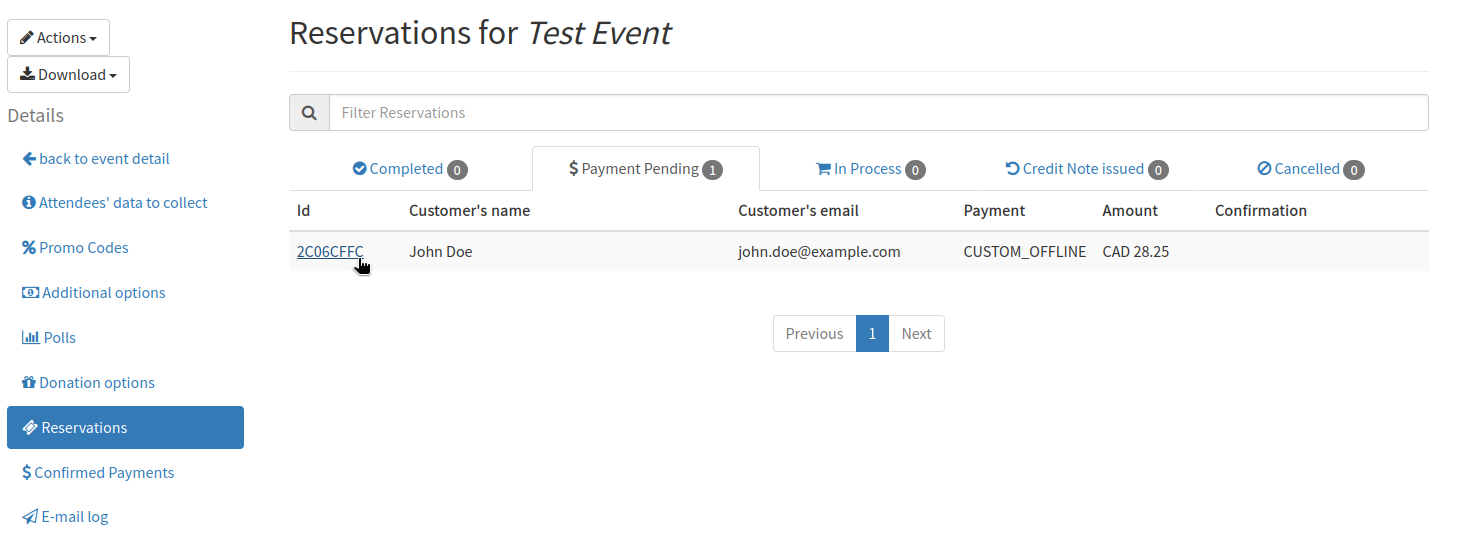 Actions
Download
Details
back to event detail
Attendees' data to collect
Promo Codes
Additional options
Polls
Donation options
Reservations
Confirmed Payments
E-mail log
Reservations for Test Event
Filter Reservations
Completed 0 Payment Pending 1 In Process 0 Credit Note issued 0 Cancelled 0
Id Customer's name Customer's email Payment Amount Confirmation
2C06CFFC John Doe john.doe@example.com CUSTOM_OFFLINE CAD 28.25
Previous 1 Next